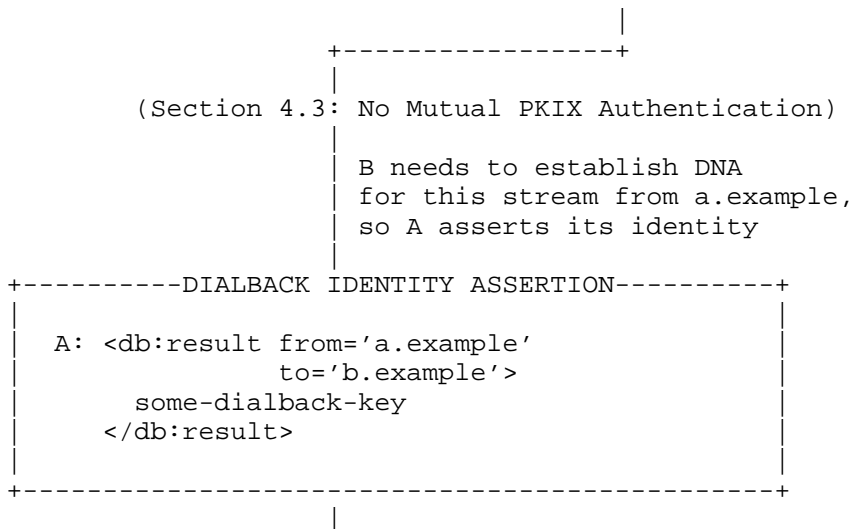 (Section 4.3: No Mutual PKIX Authentication)
B needs to establish DNA
for this stream from a.example,
so A asserts its identity
DIALBACK IDENTITY ASSERTION
A: <db:result from='a.example'
to='b.example'>
some-dialback-key
</db:result>